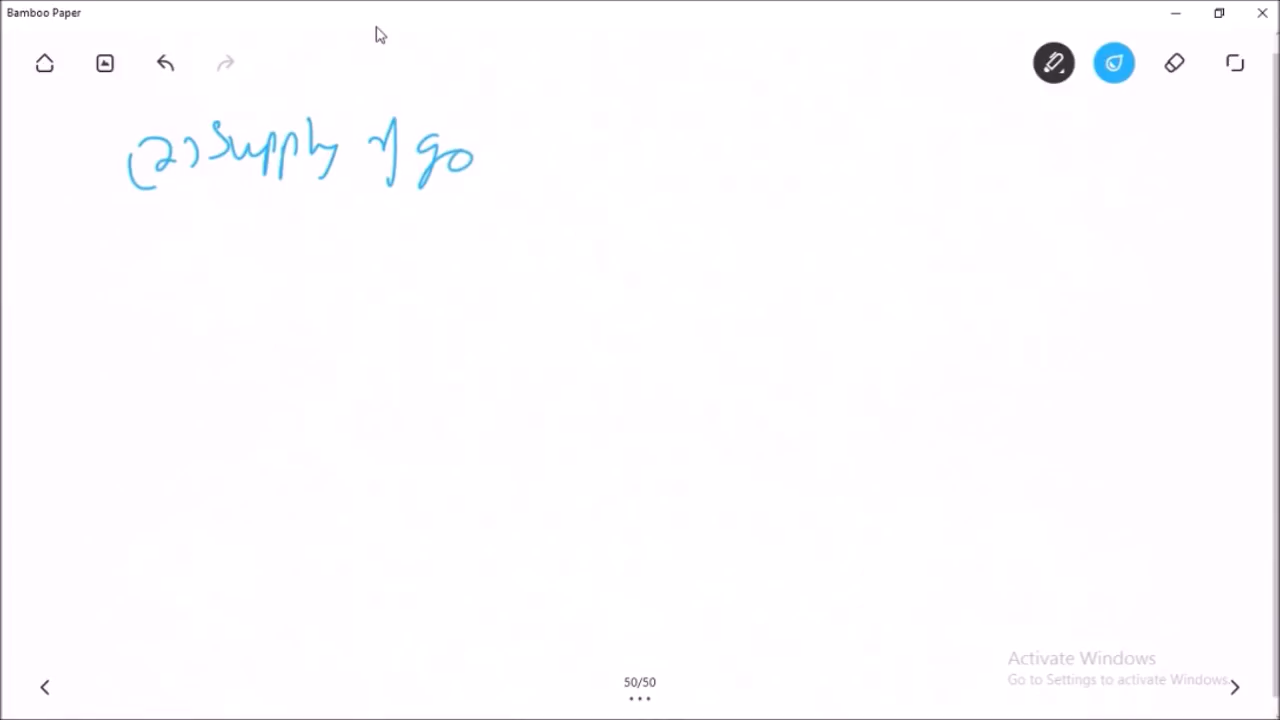 Bamboo Paper
(2) Supply of go
50/50
Activate Windows
Go to Settings to activate Windows.